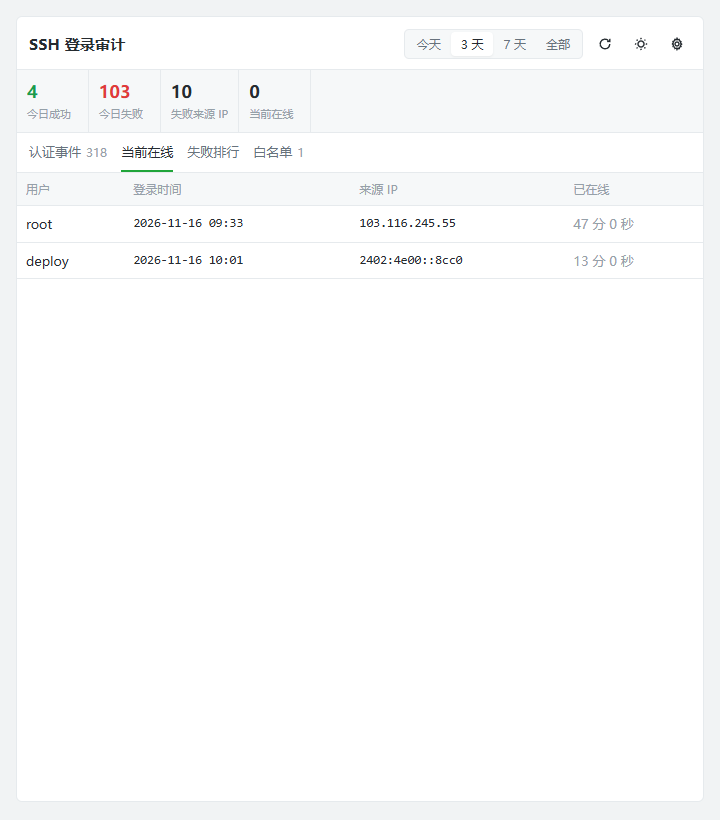 SSH 登录审计 今天 3 天 7 天 全部
4 103 10 0
今日成功 今日失败 失败来源 IP 当前在线
认证事件 318 当前在线 失败排行 白名单 1
用户 登录时间 来源 IP 已在线
root 2026-11-16 09:33 103.116.245.55 47 分 0 秒
deploy 2026-11-16 10:01 2402:4e00::8cc0 13 分 0 秒